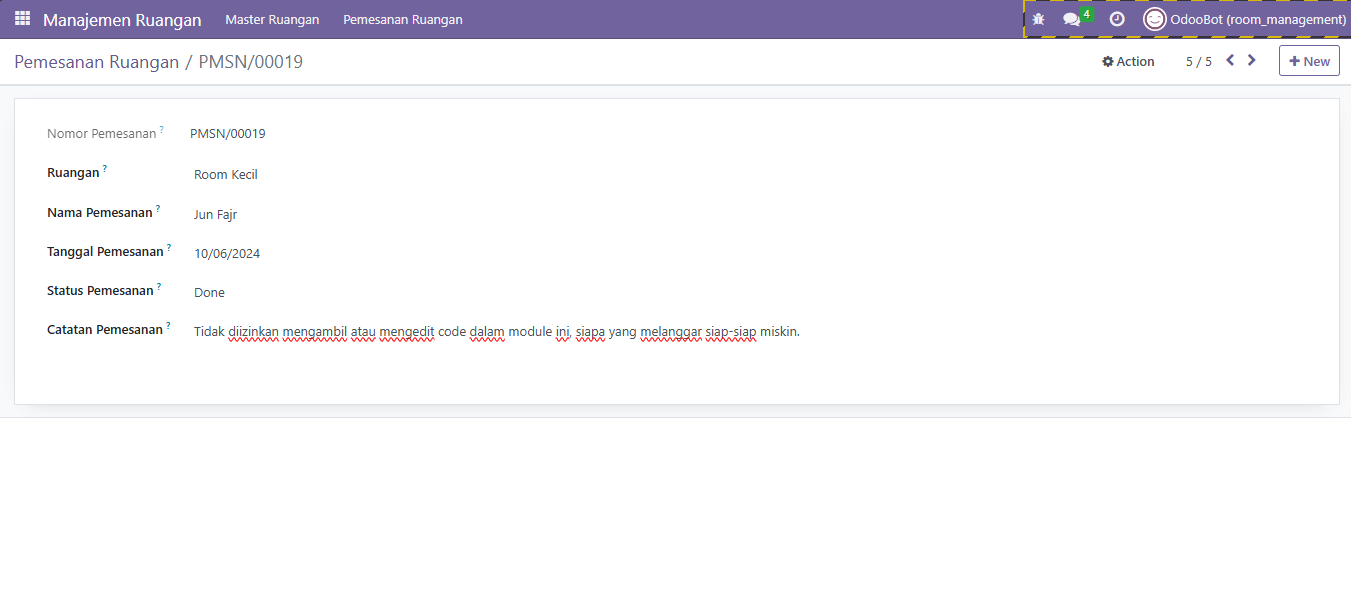 Manajemen Ruangan Master Ruangan Pemesanan Ruangan 4 OdooBot (room_management)
Pemesanan Ruangan / PMSN/00019 Action 5 / 5 New
Nomor Pemesanan ? PMSN/00019
Ruangan ? Room Kecil
Nama Pemesanan ? Jun Fajr
Tanggal Pemesanan ? 10/06/2024
Status Pemesanan ? Done
Catatan Pemesanan ? Tidak diizinkan mengambil atau mengedit code dalam module ini, siapa yang melanggar siap-siap miskin.